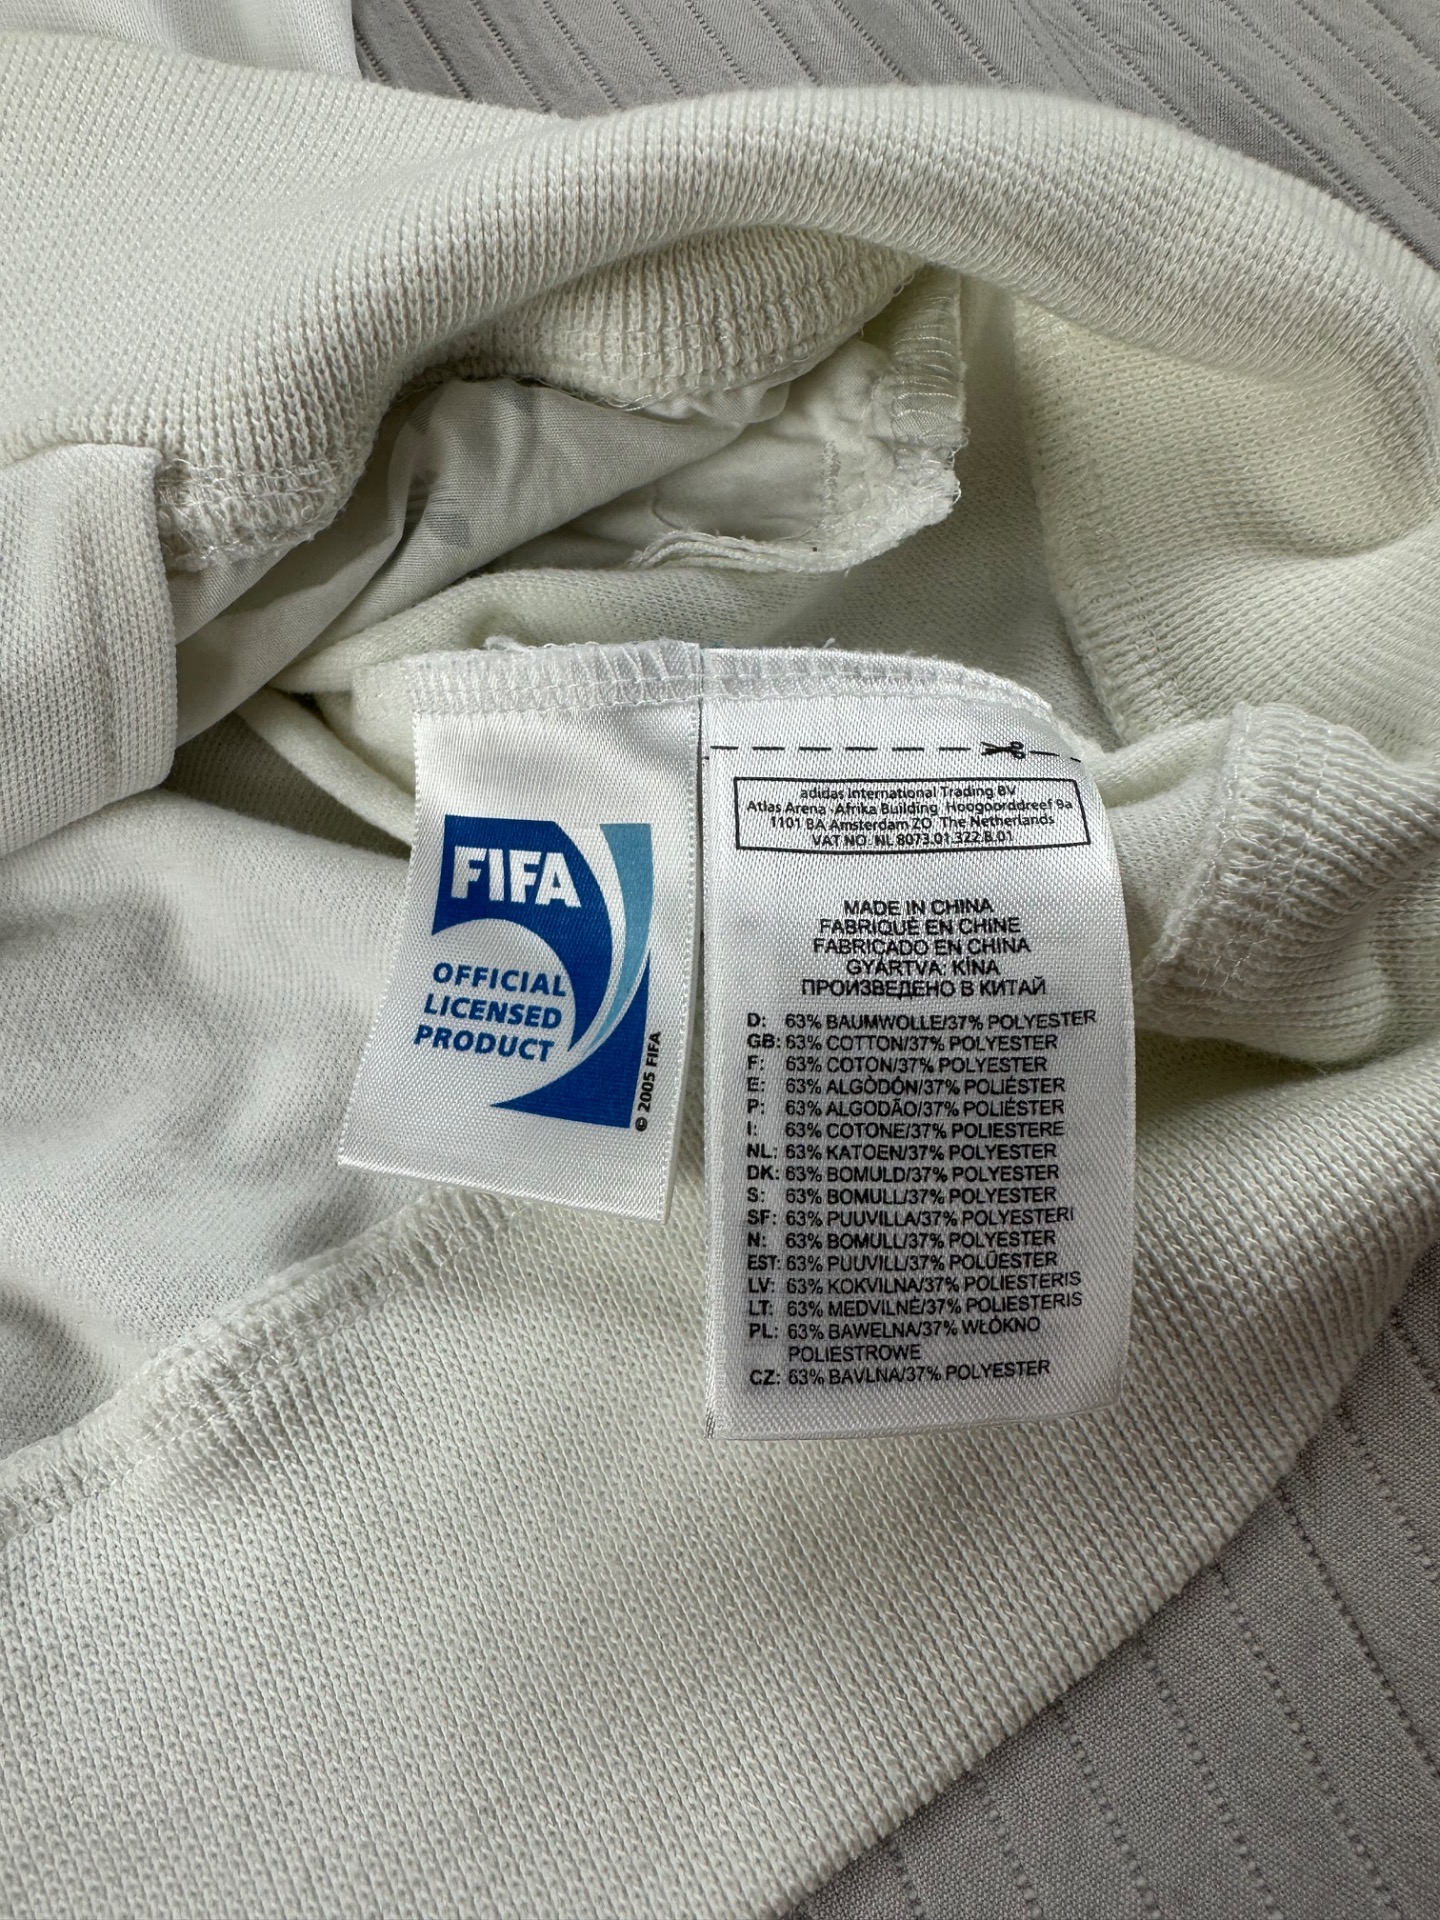 FIFA
OFFICIAL
LICENSED
PRODUCT
© 2005 FIFA
adidas International Trading BV
Atlas Arena · Afrika Building Hoogoorddreef 9a
1101 BA Amsterdam ZO The Netherlands
VAT NO: NL 8073.01.322.B.01
MADE IN CHINA
FABRIQUÉ EN CHINE
FABRICADO EN CHINA
GYÁRTVA: KÍNA
ПРОИЗВЕДЕНО В КИТАЙ
D: 63% BAUMWOLLE/37% POLYESTER
GB: 63% COTTON/37% POLYESTER
F: 63% COTON/37% POLYESTER
E: 63% ALGÒDÓN/37% POLIÉSTER
P: 63% ALGODÃO/37% POLIÉSTER
I: 63% COTONE/37% POLIESTERE
NL: 63% KATOEN/37% POLYESTER
DK: 63% BOMULD/37% POLYESTER
S: 63% BOMULL/37% POLYESTER
SF: 63% PUUVILLA/37% POLYESTERI
N: 63% BOMULL/37% POLYESTER
EST: 63% PUUVILL/37% POLÜESTER
LV: 63% KOKVILNA/37% POLIESTERIS
LT: 63% MEDVILNĖ/37% POLIESTERIS
PL: 63% BAWEŁNA/37% WŁÓKNO
POLIESTROWE
CZ: 63% BAVLNA/37% POLYESTER